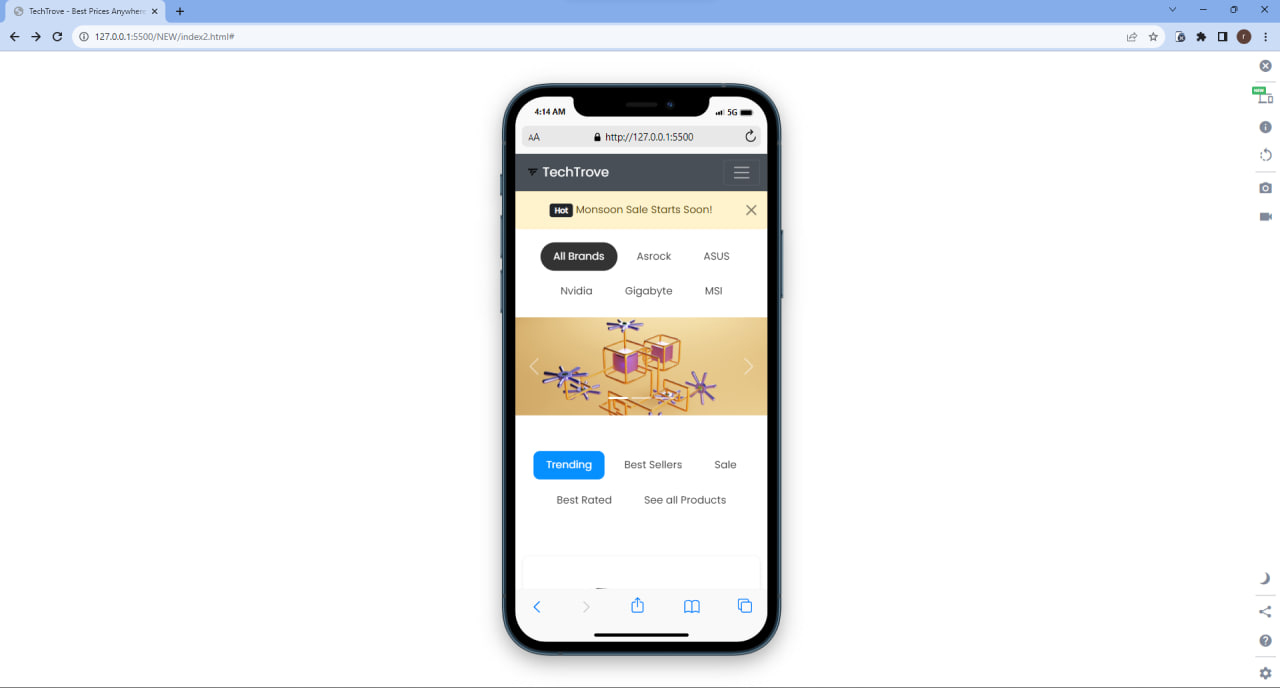 TechTrove - Best Prices Anywhere
127.0.0.1:5500/NEW/index2.html#
r
NEW
4:14 AM
5G
AA
http://127.0.0.1:5500
TechTrove
Hot Monsoon Sale Starts Soon!
All Brands Asrock ASUS
Nvidia Gigabyte MSI
Trending Best Sellers Sale
Best Rated See all Products